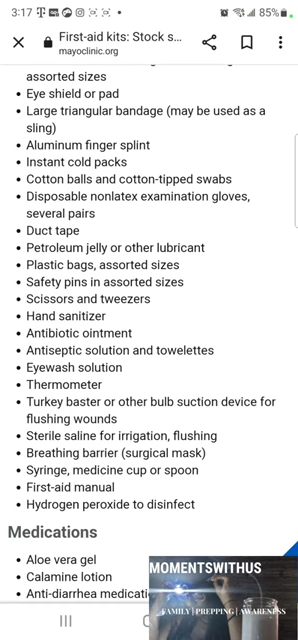 3:17
85%
First-aid kits: Stock s...
mayoclinic.org
assorted sizes
• Eye shield or pad
• Large triangular bandage (may be used as a
sling)
• Aluminum finger splint
• Instant cold packs
• Cotton balls and cotton-tipped swabs
• Disposable nonlatex examination gloves,
several pairs
• Duct tape
• Petroleum jelly or other lubricant
• Plastic bags, assorted sizes
• Safety pins in assorted sizes
• Scissors and tweezers
• Hand sanitizer
• Antibiotic ointment
• Antiseptic solution and towelettes
• Eyewash solution
• Thermometer
• Turkey baster or other bulb suction device for
flushing wounds
• Sterile saline for irrigation, flushing
• Breathing barrier (surgical mask)
• Syringe, medicine cup or spoon
• First-aid manual
• Hydrogen peroxide to disinfect
Medications
• Aloe vera gel
• Calamine lotion
• Anti-diarrhea medicati
MOMENTSWITHUS
FAMILY | PREPPING | AWARENESS